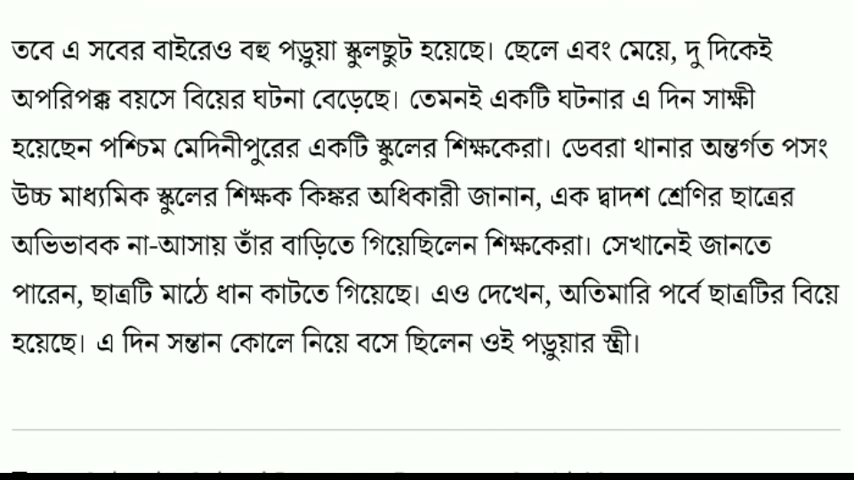 তবে এ সবের বাইরেও বহু পড়ুয়া স্কুলছুট হয়েছে। ছেলে এবং মেয়ে, দু দিকেই
অপরিপক্ক বয়সে বিয়ের ঘটনা বেড়েছে। তেমনই একটি ঘটনার এ দিন সাক্ষী
হয়েছেন পশ্চিম মেদিনীপুরের একটি স্কুলের শিক্ষকেরা। ডেবরা থানার অন্তর্গত পসং
উচ্চ মাধ্যমিক স্কুলের শিক্ষক কিঙ্কর অধিকারী জানান, এক দ্বাদশ শ্রেণির ছাত্রের
অভিভাবক না-আসায় তাঁর বাড়িতে গিয়েছিলেন শিক্ষকেরা। সেখানেই জানতে
পারেন, ছাত্রটি মাঠে ধান কাটতে গিয়েছে। এও দেখেন, অতিমারি পর্বে ছাত্রটির বিয়ে
হয়েছে। এ দিন সন্তান কোলে নিয়ে বসে ছিলেন ওই পড়ুয়ার স্ত্রী।